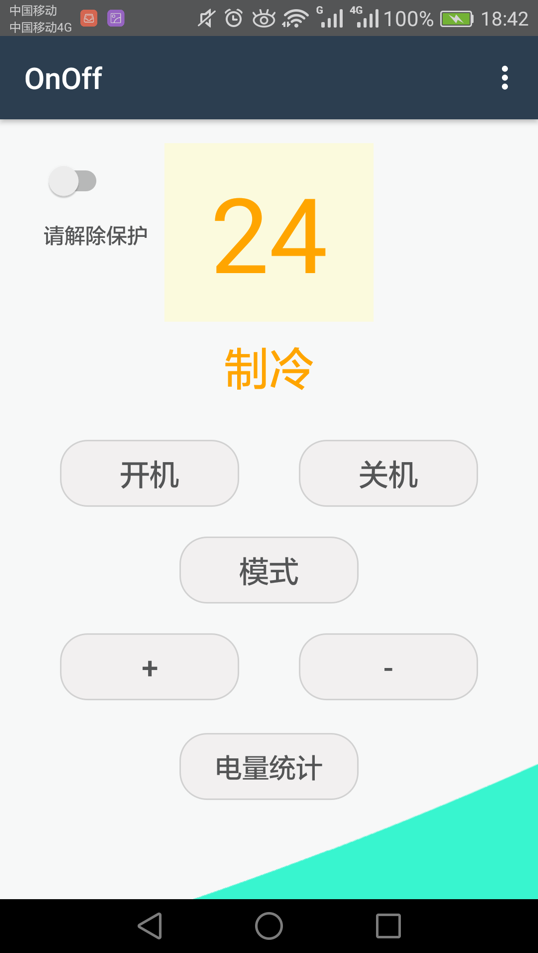 中国移动
中国移动4G
G
4G
100%
18:42
OnOff
请解除保护
24
制冷
开机
关机
模式
+
-
电量统计